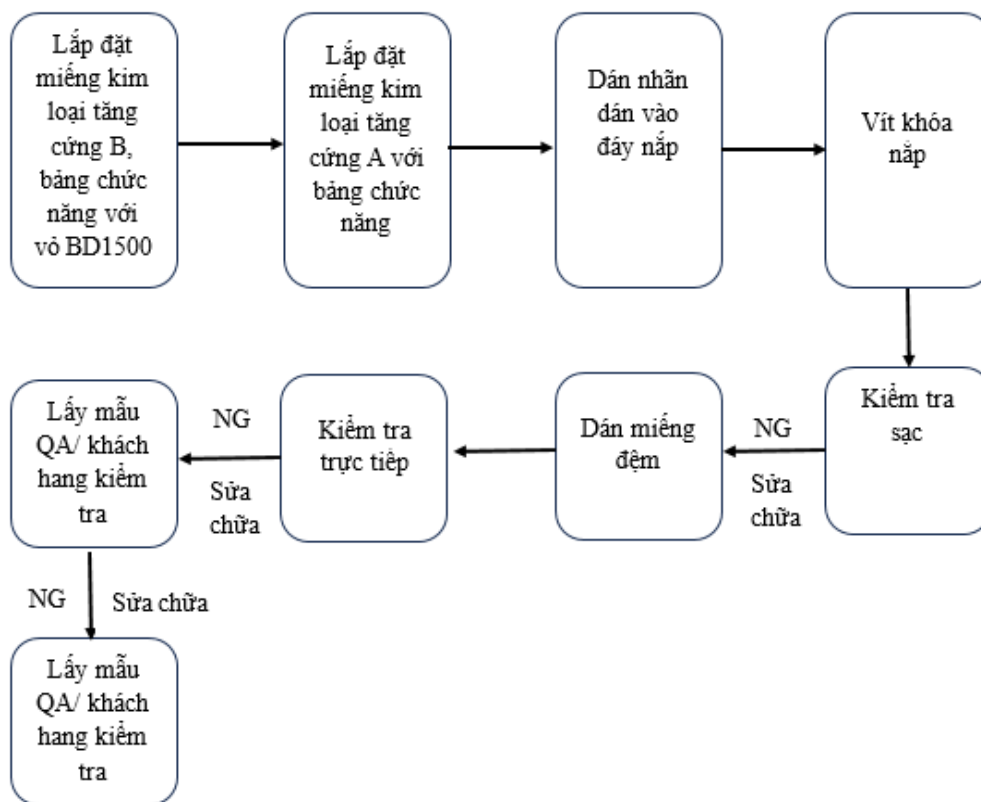 Lắp đặt
miếng kim
loại tăng
cứng B,
bảng chức
năng với
vỏ BD1500
Lắp đặt
miếng kim
loại tăng
cứng A với
bảng chức
năng
Dán nhãn
dán vào
đáy nắp
Vít khóa
nắp
Kiểm tra
sạc
NG
Sửa
chữa
Dán miếng
đệm
Kiểm tra
trực tiếp
NG
Sửa
chữa
Lấy mẫu
QA/ khách
hang kiểm
tra
NG
Sửa chữa
Lấy mẫu
QA/ khách
hang kiểm
tra